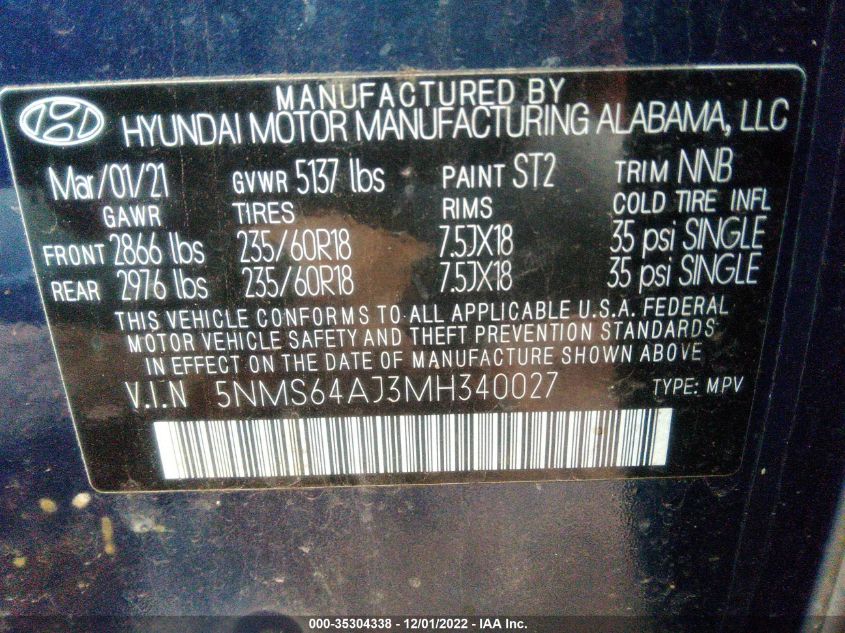 MANUFACTURED BY
HYUNDAI MOTOR MANUFACTURING ALABAMA, LLC
Mar/01/21 GVWR 5137 lbs PAINT ST2 TRIM NNB
GAWR TIRES RIMS COLD TIRE INFL
FRONT 2866 lbs 235/60R18 7.5JX18 35 psi SINGLE
REAR 2976 lbs 235/60R18 7.5JX18 35 psi SINGLE
THIS VEHICLE CONFORMS TO ALL APPLICABLE U.S.A. FEDERAL
MOTOR VEHICLE SAFETY AND THEFT PREVENTION STANDARDS
IN EFFECT ON THE DATE OF MANUFACTURE SHOWN ABOVE
V.I.N 5NMS64AJ3MH340027 TYPE: MPV
000-35304338 - 12/01/2022 - IAA Inc.